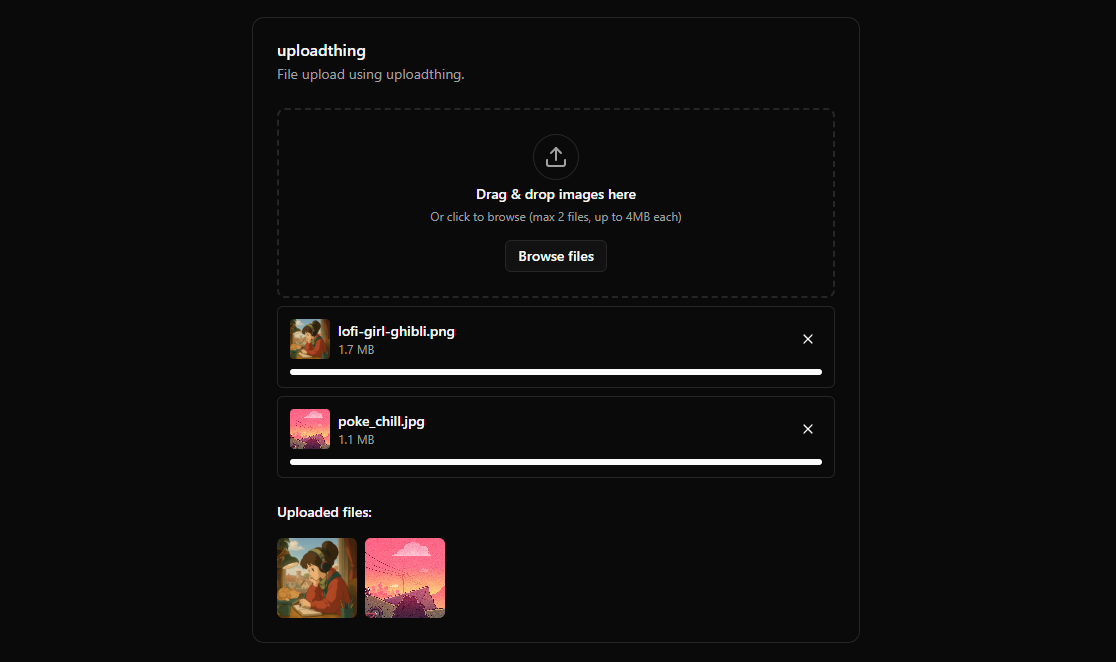 uploadthing
File upload using uploadthing.
Drag & drop images here
Or click to browse (max 2 files, up to 4MB each)
Browse files
lofi-girl-ghibli.png
1.7 MB
poke_chill.jpg
1.1 MB
Uploaded files: